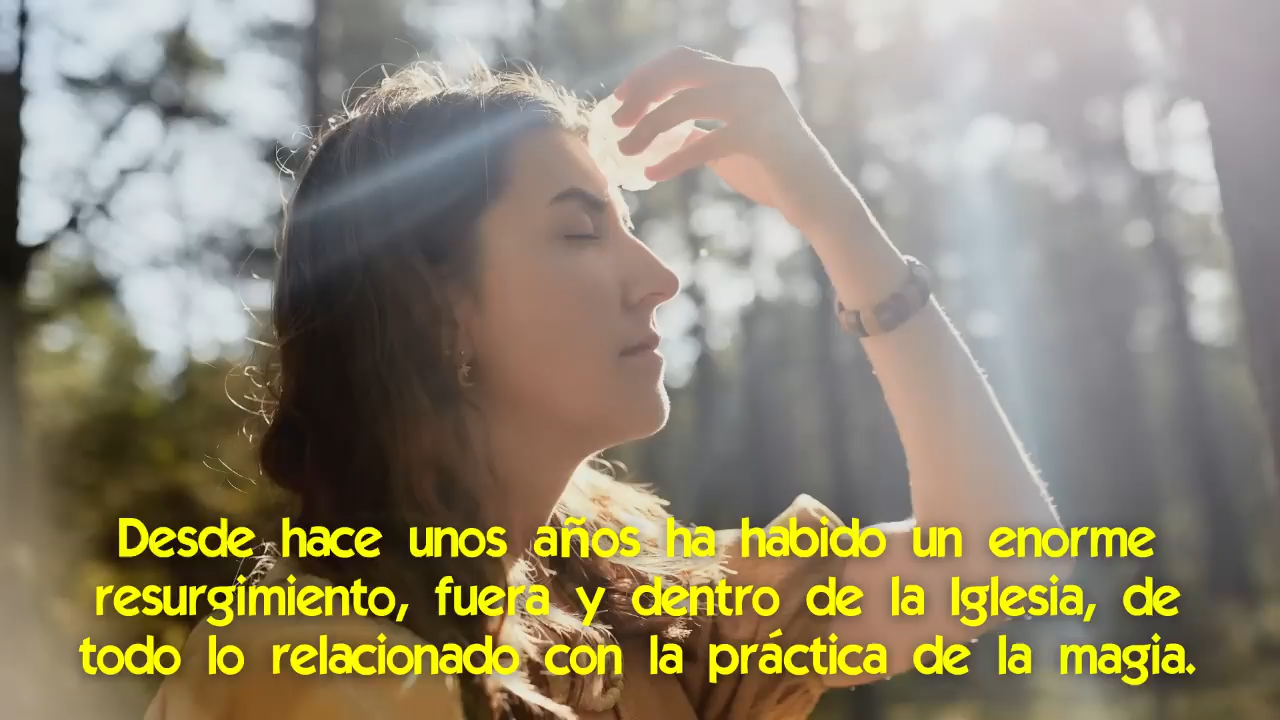 Desde hace unos años ha habido un enorme
resurgimiento, fuera y dentro de la Iglesia, de
todo lo relacionado con la práctica de la magia.